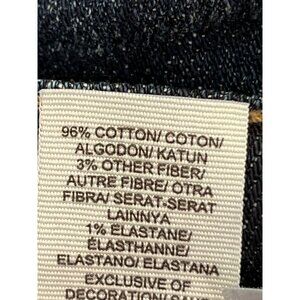 96% COTTON/ COTON/
ALGODON/ KATUN
3% OTHER FIBER/
AUTRE FIBRE/ OTRA
FIBRA/ SERAT-SERAT
LAINNYA
1% ELASTANE/
ÉLASTHANNE/
ELASTANO/ ELASTANA
EXCLUSIVE OF